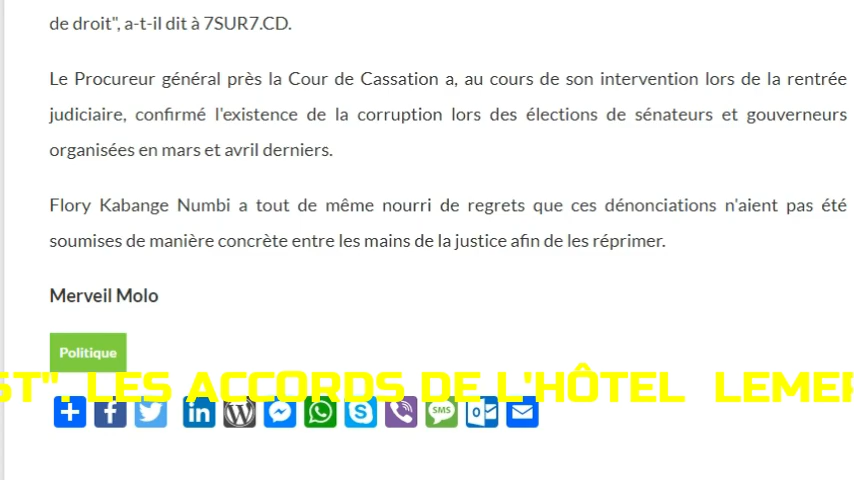 de droit", a-t-il dit à 7SUR7.CD.
Le Procureur général près la Cour de Cassation a, au cours de son intervention lors de la rentrée
judiciaire, confirmé l'existence de la corruption lors des élections de sénateurs et gouverneurs
organisées en mars et avril derniers.
Flory Kabange Numbi a tout de même nourri de regrets que ces dénonciations n'aient pas été
soumises de manière concrète entre les mains de la justice afin de les réprimer.
Merveil Molo
Politique
LES ACCORDS DE L'HÔTEL
SMS